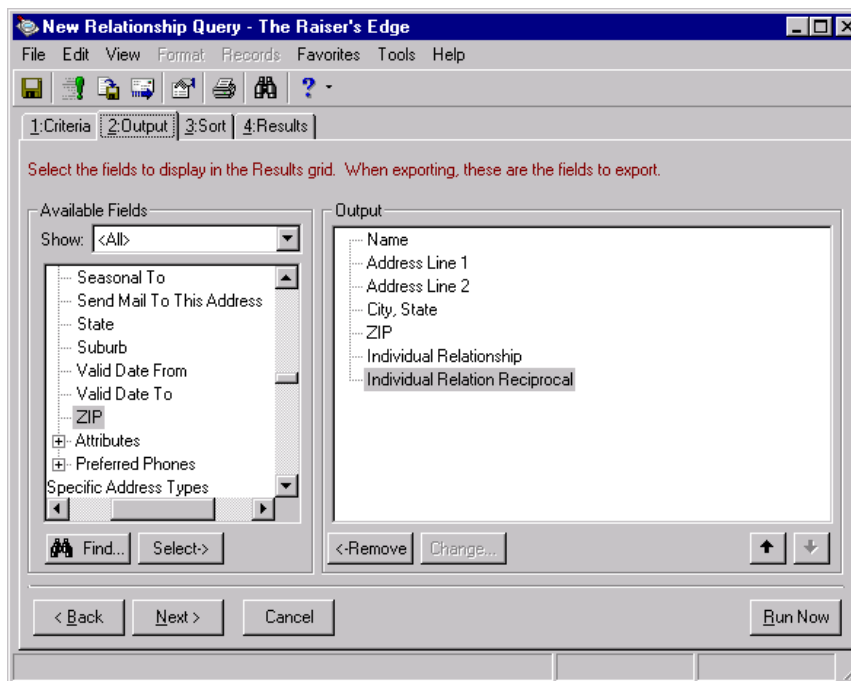 New Relationship Query - The Raiser's Edge
File Edit View Format Records Favorites Tools Help
1:Criteria 2:Output 3:Sort 4:Results
Select the fields to display in the Results grid. When exporting, these are the fields to export.
Available Fields
Show: <All>
Seasonal To
Send Mail To This Address
State
Suburb
Valid Date From
Valid Date To
ZIP
Attributes
Preferred Phones
Specific Address Types
Find... Select->
Output
Name
Address Line 1
Address Line 2
City, State
ZIP
Individual Relationship
Individual Relation Reciprocal
<-Remove Change...
< Back Next > Cancel Run Now